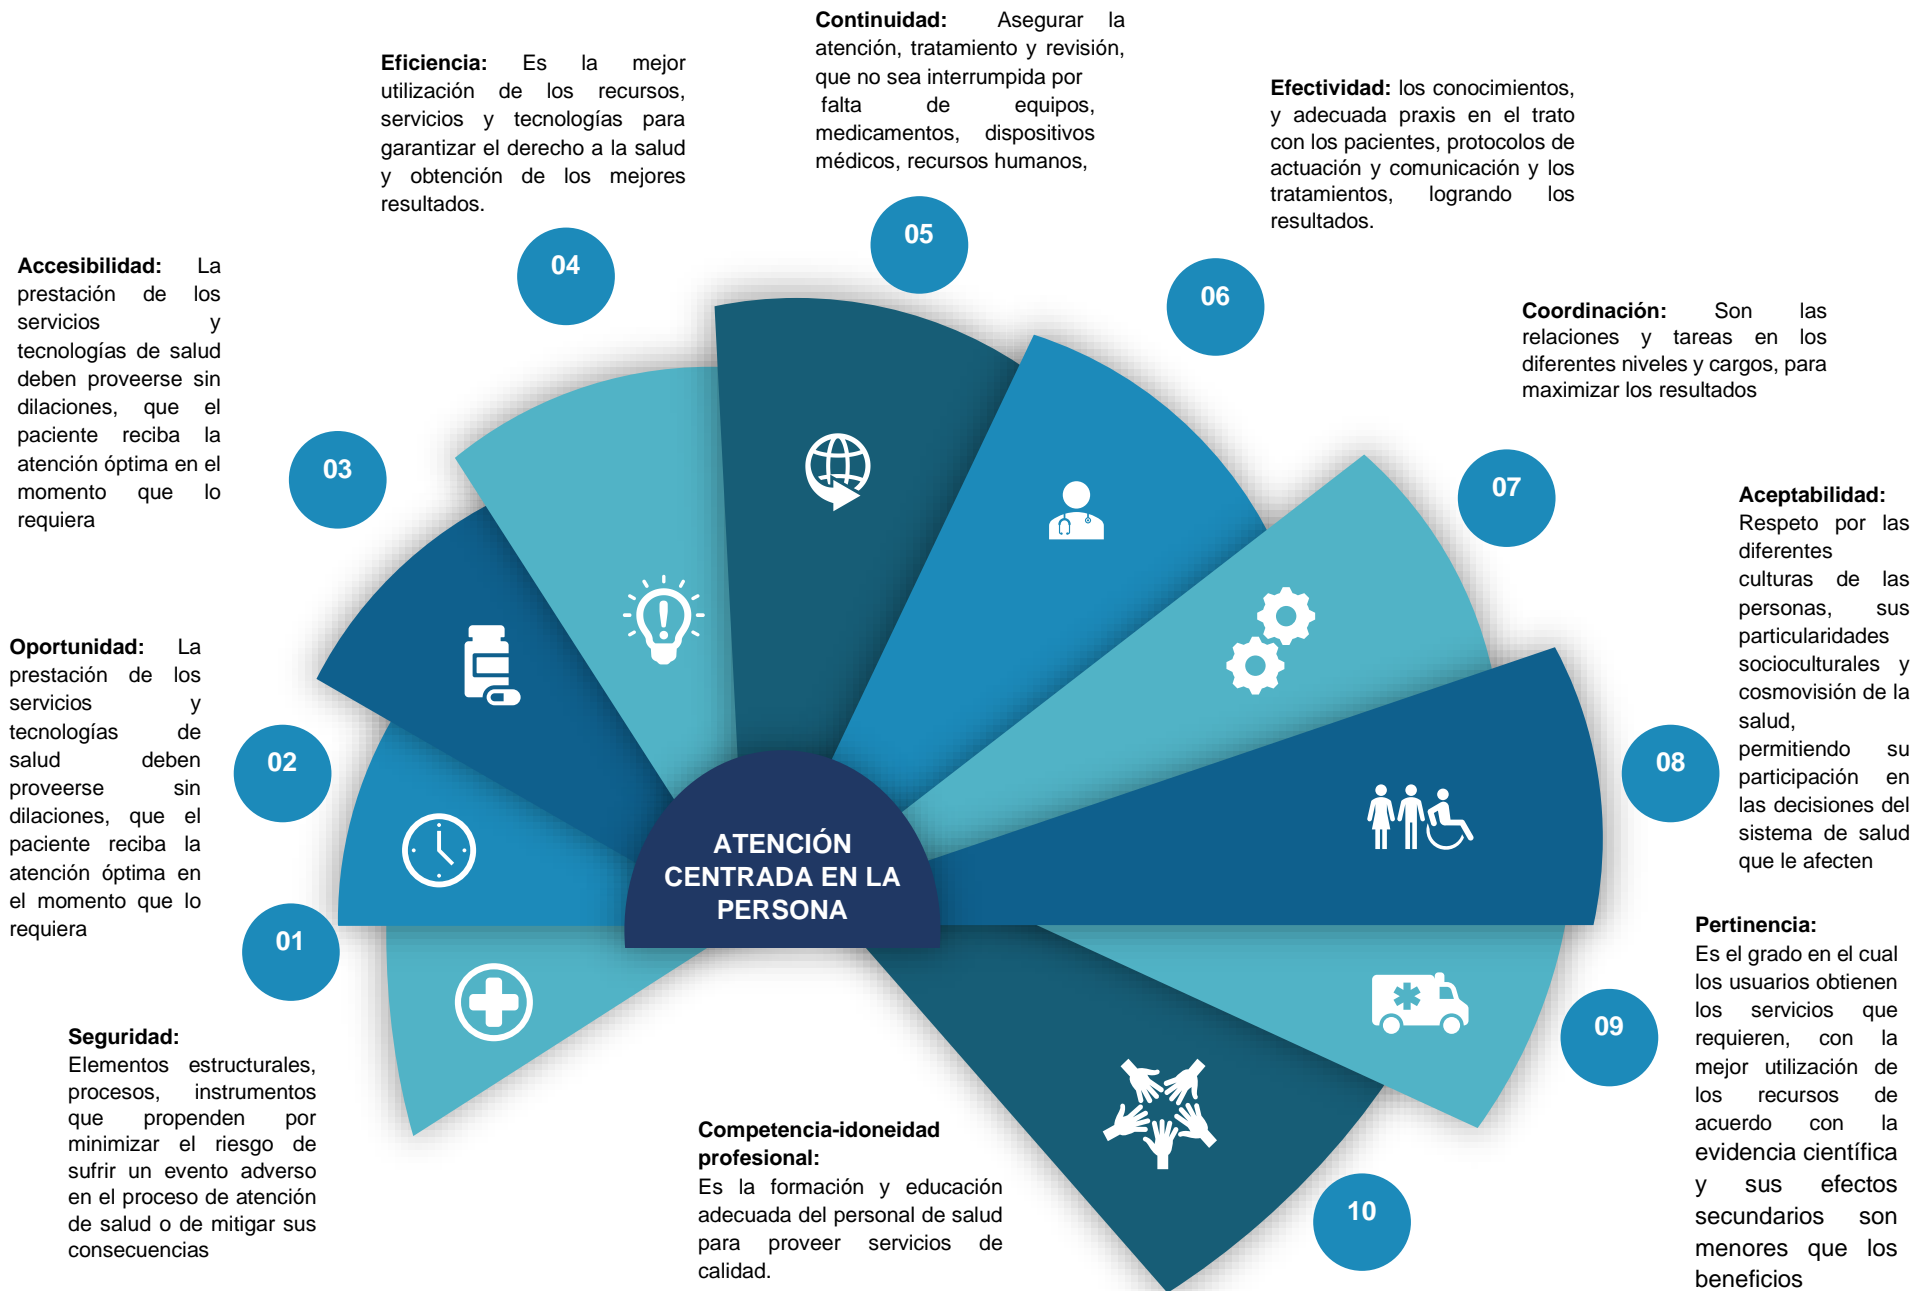 Continuidad: Asegurar la
atención, tratamiento y revisión,
que no sea interrumpida por
falta de equipos,
medicamentos, dispositivos
médicos, recursos humanos,
Eficiencia: Es la mejor
utilización de los recursos,
servicios y tecnologías para
garantizar el derecho a la salud
y obtención de los mejores
resultados.
Efectividad: los conocimientos,
y adecuada praxis en el trato
con los pacientes, protocolos de
actuación y comunicación y los
tratamientos, logrando los
resultados.
05
04
06
Accesibilidad: La
prestación de los
servicios y
tecnologías de salud
deben proveerse sin
dilaciones, que el
paciente reciba la
atención óptima en el
momento que lo
requiera
Coordinación: Son las
relaciones y tareas en los
diferentes niveles y cargos, para
maximizar los resultados
03
07
Aceptabilidad:
Respeto por las
diferentes
culturas de las
personas, sus
particularidades
socioculturales y
cosmovisión de la
salud,
permitiendo su
participación en
las decisiones del
sistema de salud
que le afecten
Oportunidad: La
prestación de los
servicios y
tecnologías de
salud deben
proveerse sin
dilaciones, que el
paciente reciba la
atención óptima en
el momento que lo
requiera
02
08
ATENCIÓN
CENTRADA EN LA
PERSONA
01
Pertinencia:
Es el grado en el cual
los usuarios obtienen
los servicios que
requieren, con la
mejor utilización de
los recursos de
acuerdo con la
evidencia científica
y sus efectos
secundarios son
menores que los
beneficios
09
Seguridad:
Elementos estructurales,
procesos, instrumentos
que propenden por
minimizar el riesgo de
sufrir un evento adverso
en el proceso de atención
de salud o de mitigar sus
consecuencias
Competencia-idoneidad
profesional:
Es la formación y educación
adecuada del personal de salud
para proveer servicios de
calidad.
10